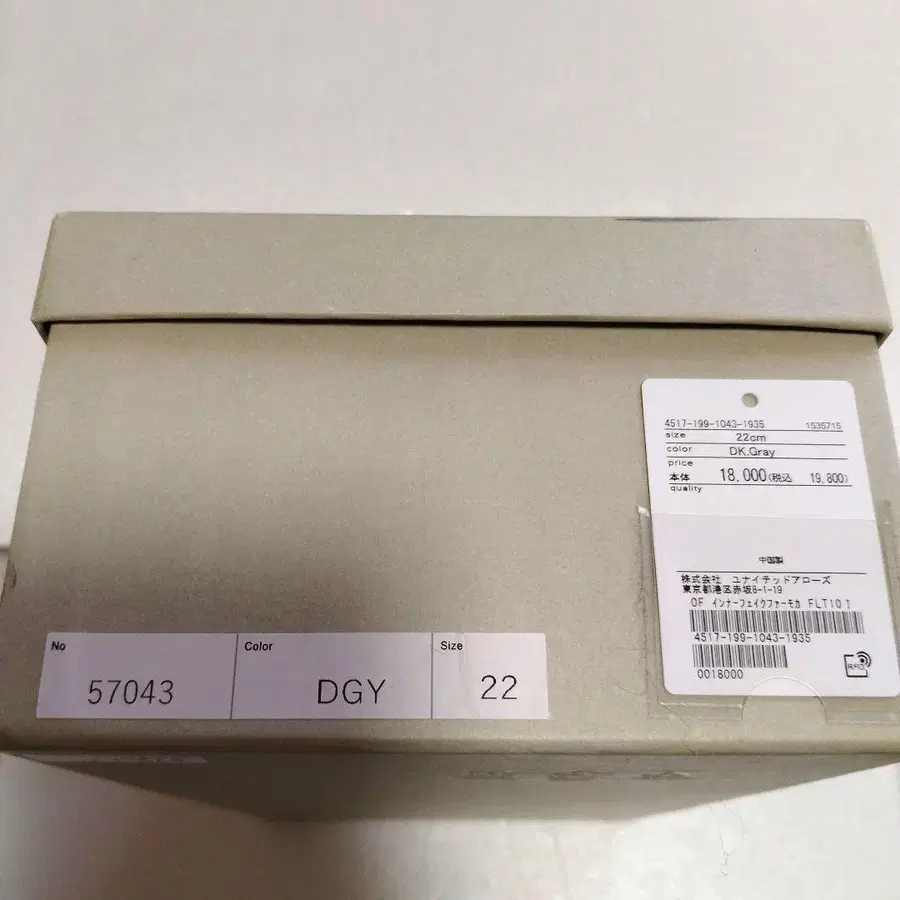 4517-199-1043-1935 1535715
size 22cm
color DK.Gray
price
本体 18,000(税込 19,800)
quality
中国製
株式会社 ユナイテッドアローズ
東京都港区赤坂8-1-19
OF インナーフェイクファーモカ FLT10 1
4517-199-1043-1935
0018000
RFID
No Color Size
57043 DGY 22